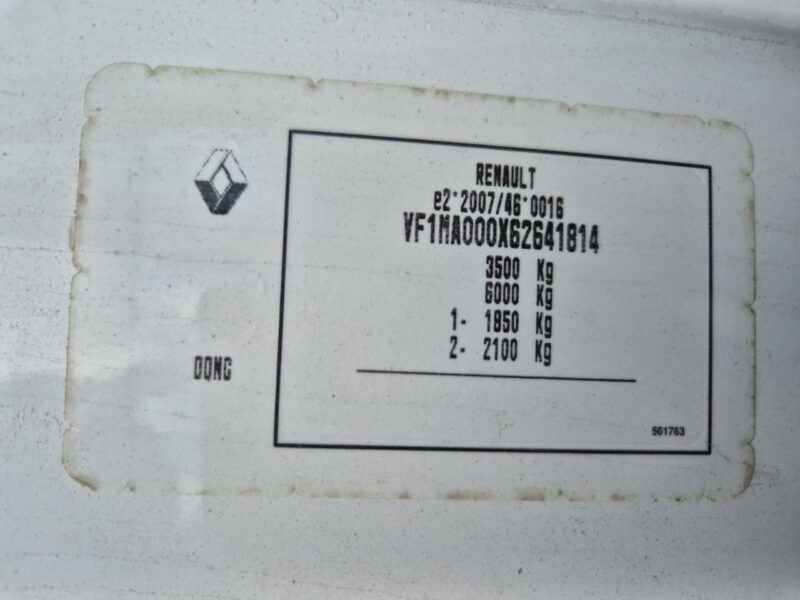 RENAULT
e2*2007/46*0016
VF1MA000X62641814
3500 Kg
6000 Kg
1- 1850 Kg
2- 2100 Kg
DQNG
561763